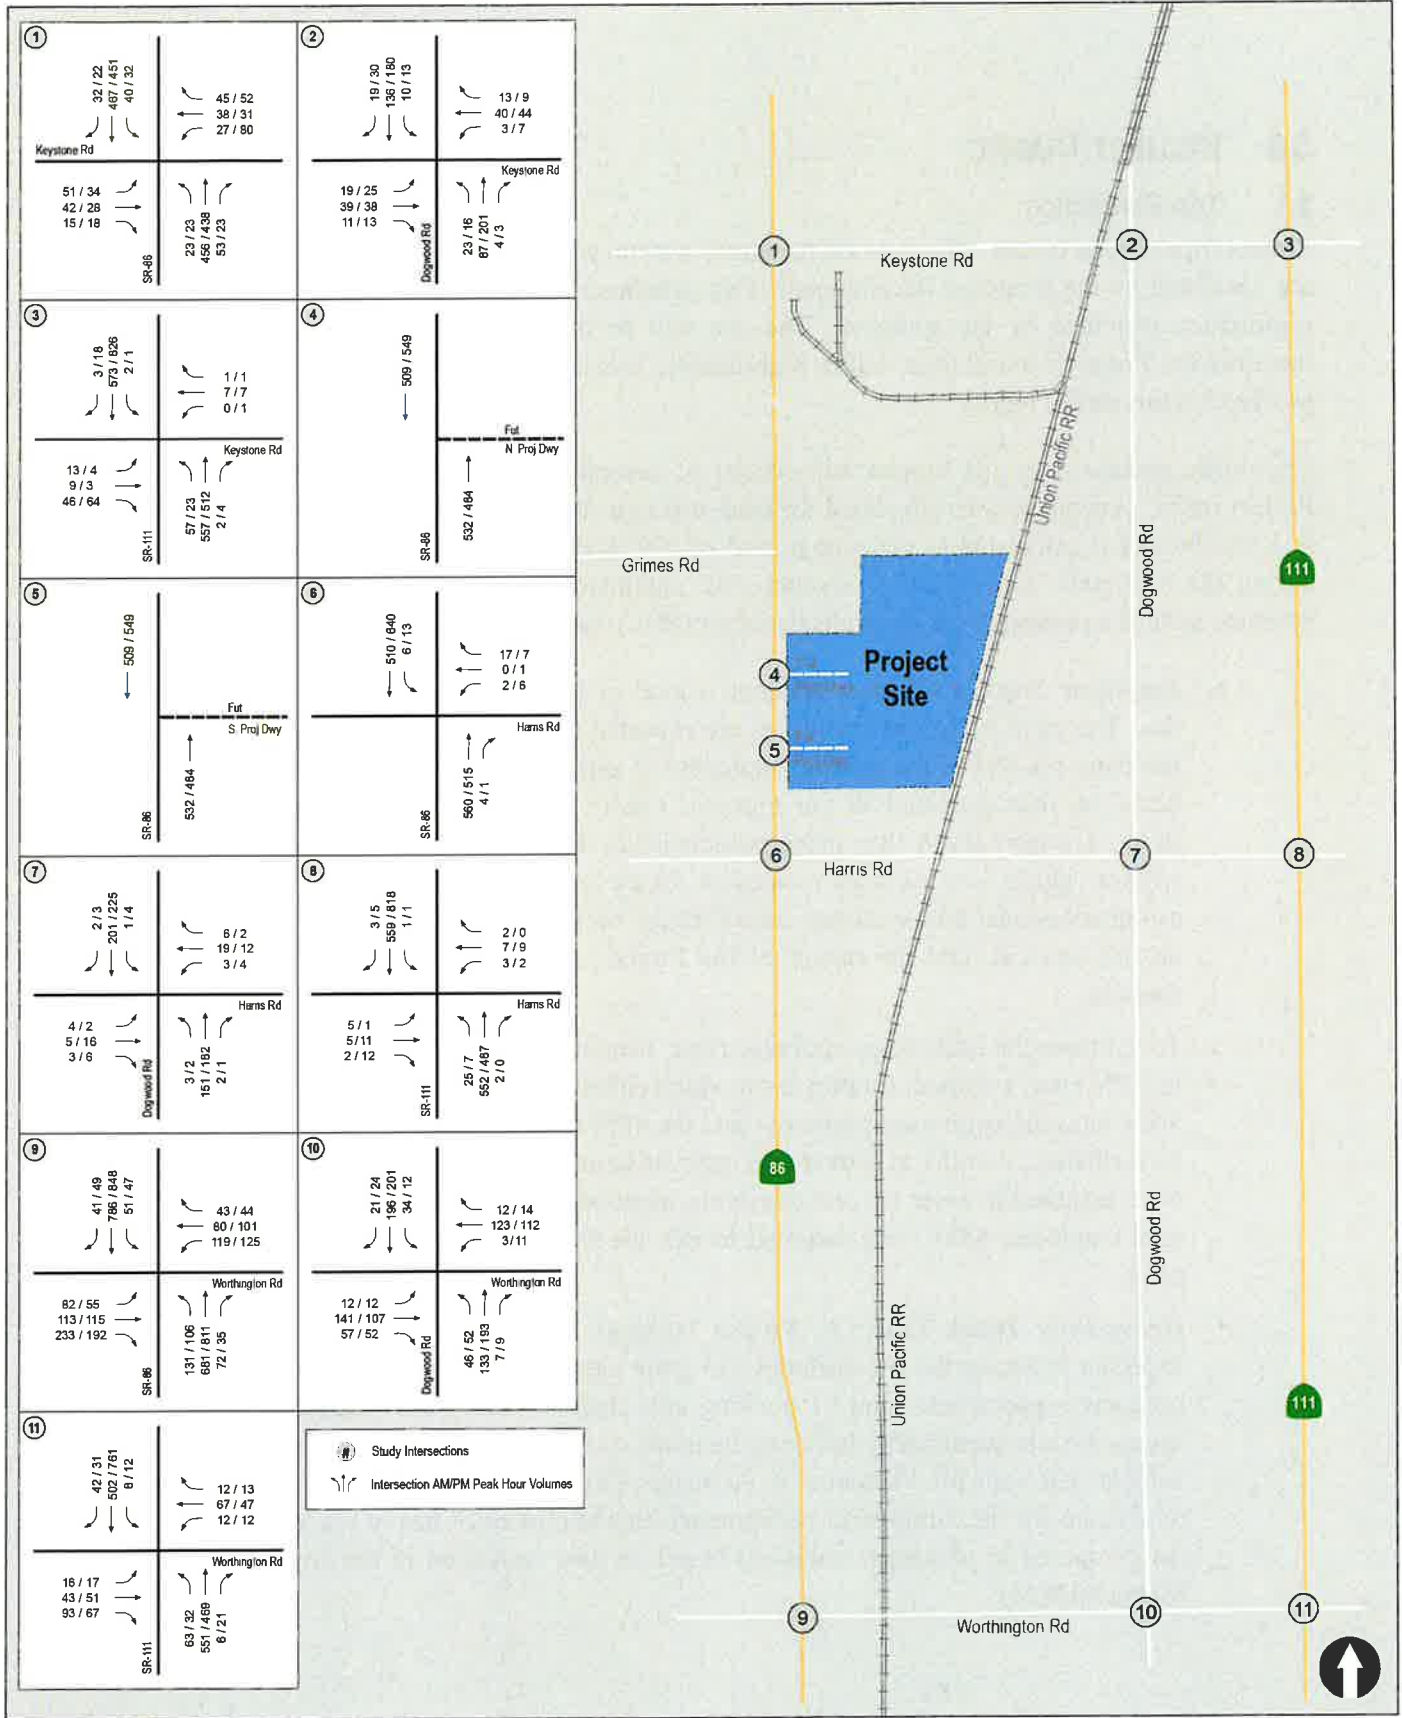 1
32 / 22
467 / 451
40 / 32
45 / 52
38 / 31
27 / 80
Keystone Rd
51 / 34
42 / 28
15 / 18
23 / 23
456 / 438
53 / 23
SR-86
2
19 / 30
136 / 180
10 / 13
13 / 9
40 / 44
3 / 7
Keystone Rd
19 / 25
39 / 38
11 / 13
23 / 16
87 / 201
4 / 3
Dogwood Rd
3
3 / 18
573 / 826
2 / 1
1 / 1
7 / 7
0 / 1
Keystone Rd
13 / 4
9 / 3
46 / 64
57 / 23
557 / 512
2 / 4
SR-111
4
509 / 549
Fut
N Proj Dwy
532 / 464
SR-86
5
509 / 549
Fut
S Proj Dwy
532 / 464
SR-86
6
510 / 640
6 / 13
17 / 7
0 / 1
2 / 6
Harris Rd
560 / 515
4 / 1
SR-86
7
2 / 3
201 / 225
1 / 4
6 / 2
19 / 12
3 / 4
Harris Rd
4 / 2
5 / 16
3 / 6
3 / 2
151 / 182
2 / 1
Dogwood Rd
8
3 / 5
559 / 818
1 / 1
2 / 0
7 / 9
3 / 2
Harris Rd
5 / 1
5 / 11
2 / 12
25 / 7
552 / 487
2 / 0
SR-111
9
41 / 49
786 / 848
51 / 47
43 / 44
80 / 101
119 / 125
Worthington Rd
82 / 55
113 / 115
233 / 192
131 / 106
681 / 811
72 / 35
SR-86
10
21 / 24
196 / 201
34 / 12
12 / 14
123 / 112
3 / 11
Worthington Rd
12 / 12
141 / 107
57 / 52
46 / 52
133 / 193
7 / 9
Dogwood Rd
11
42 / 31
502 / 761
8 / 12
12 / 13
67 / 47
12 / 12
Worthington Rd
16 / 17
43 / 51
93 / 67
63 / 32
551 / 469
6 / 21
SR-111
# Study Intersections
Intersection AM/PM Peak Hour Volumes
1
2
3
Keystone Rd
Union Pacific RR
Dogwood Rd
Grimes Rd
111
4
Project
Site
5
6
Harris Rd
7
8
86
Dogwood Rd
Union Pacific RR
111
9
Worthington Rd
10
11